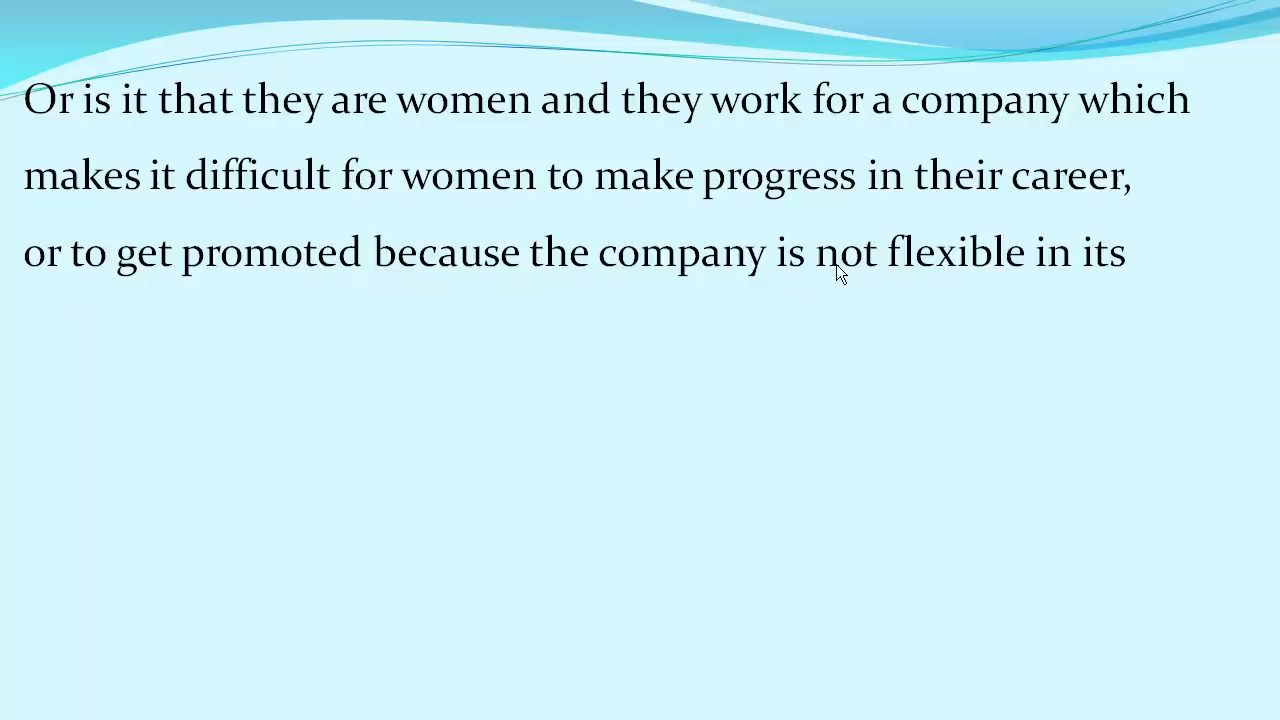 Or is it that they are women and they work for a company which
makes it difficult for women to make progress in their career,
or to get promoted because the company is not flexible in its